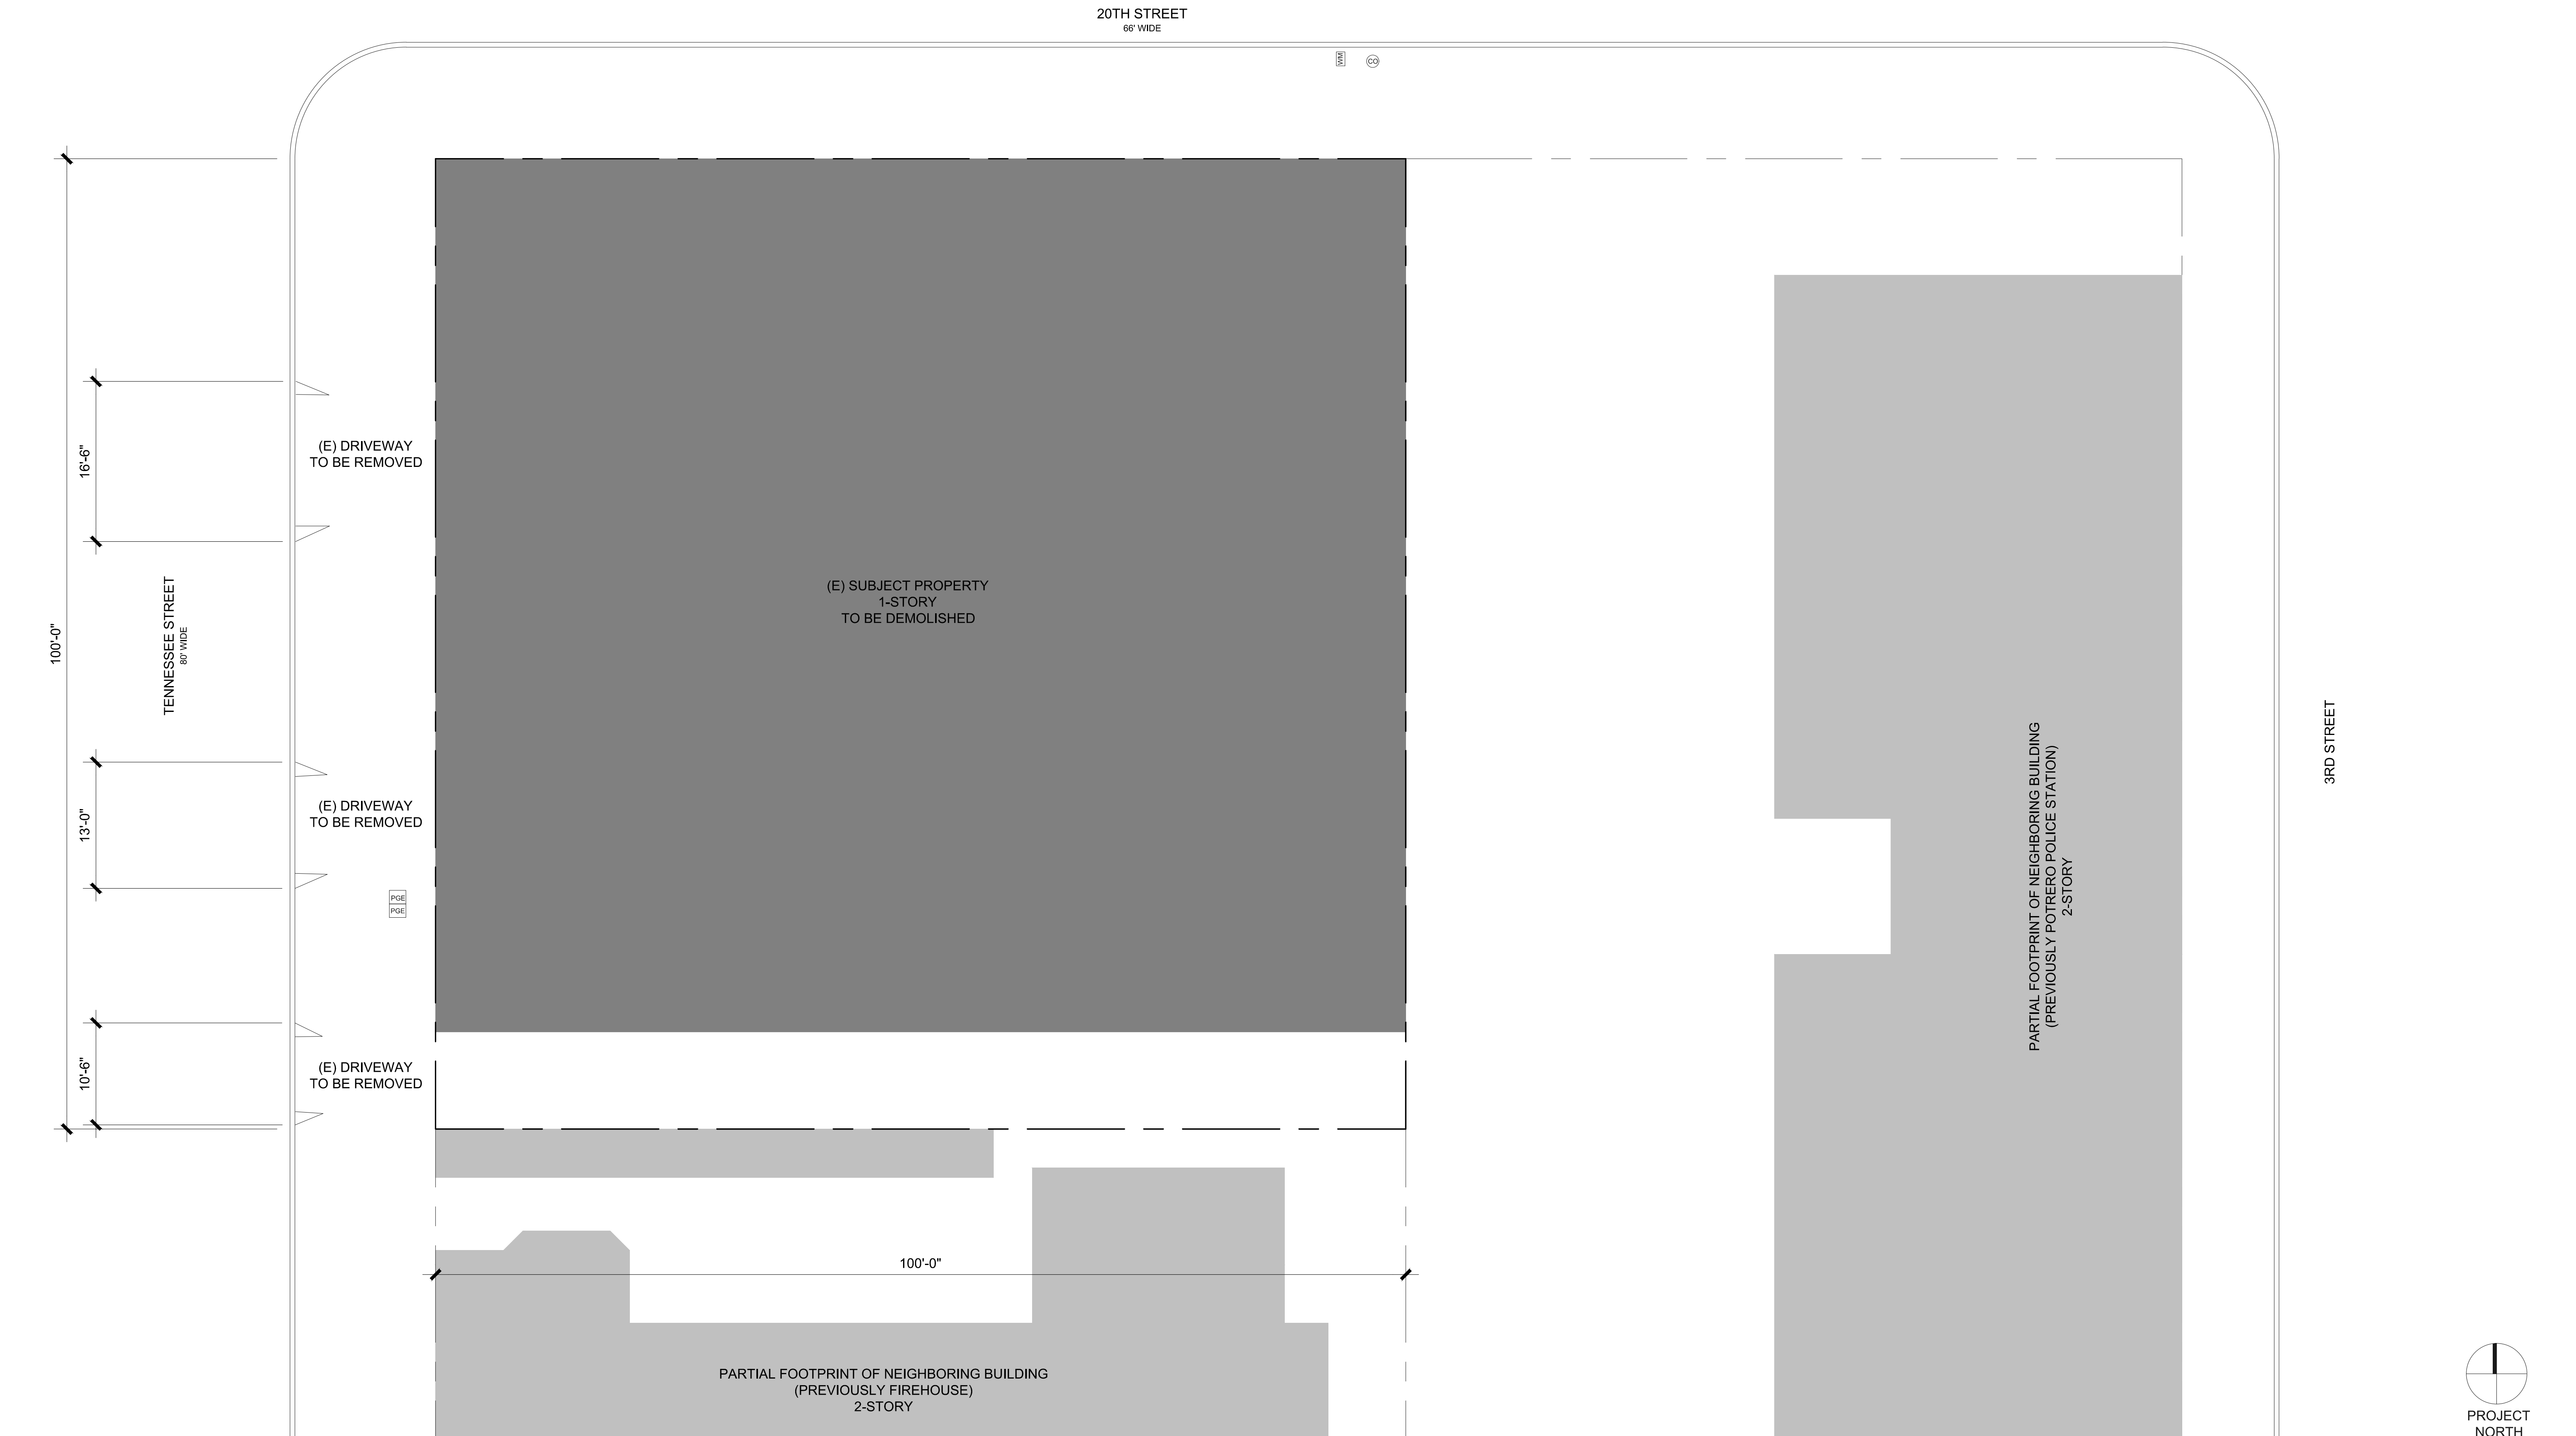 20TH STREET
66' WIDE
WM
CO
16'-6"
(E) DRIVEWAY
TO BE REMOVED
(E) SUBJECT PROPERTY
1-STORY
TO BE DEMOLISHED
100'-0"
TENNESSEE STREET
80' WIDE
3RD STREET
13'-0"
(E) DRIVEWAY
TO BE REMOVED
PARTIAL FOOTPRINT OF NEIGHBORING BUILDING
(PREVIOUSLY POTRERO POLICE STATION)
2-STORY
PGE
PGE
10'-6"
(E) DRIVEWAY
TO BE REMOVED
100'-0"
PARTIAL FOOTPRINT OF NEIGHBORING BUILDING
(PREVIOUSLY FIREHOUSE)
2-STORY
PROJECT
NORTH